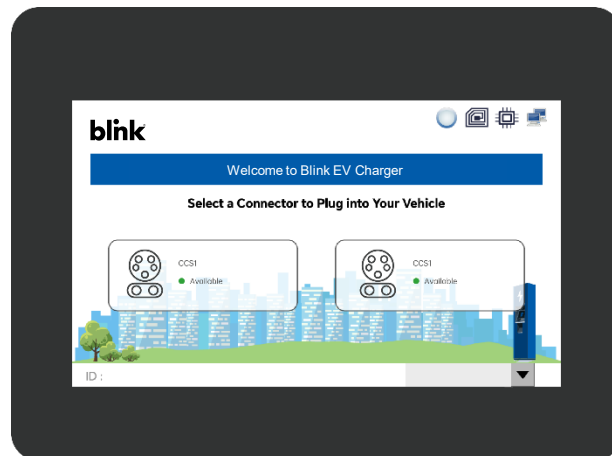 blink
Welcome to Blink EV Charger
Select a Connector to Plug into Your Vehicle
CCS1
Available
CCS1
Available
ID :